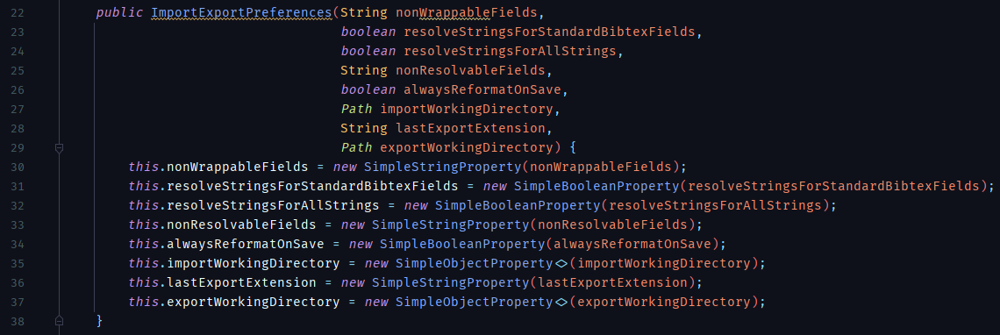 22 public ImportExportPreferences(String nonWrappableFields,
23 boolean resolveStringsForStandardBibtexFields,
24 boolean resolveStringsForAllStrings,
25 String nonResolvableFields,
26 boolean alwaysReformatOnSave,
27 Path importWorkingDirectory,
28 String lastExportExtension,
29 Path exportWorkingDirectory) {
30 this.nonWrappableFields = new SimpleStringProperty(nonWrappableFields);
31 this.resolveStringsForStandardBibtexFields = new SimpleBooleanProperty(resolveStringsForStandardBibtexFields);
32 this.resolveStringsForAllStrings = new SimpleBooleanProperty(resolveStringsForAllStrings);
33 this.nonResolvableFields = new SimpleStringProperty(nonResolvableFields);
34 this.alwaysReformatOnSave = new SimpleBooleanProperty(alwaysReformatOnSave);
35 this.importWorkingDirectory = new SimpleObjectProperty<>(importWorkingDirectory);
36 this.lastExportExtension = new SimpleStringProperty(lastExportExtension);
37 this.exportWorkingDirectory = new SimpleObjectProperty<>(exportWorkingDirectory);
38 }